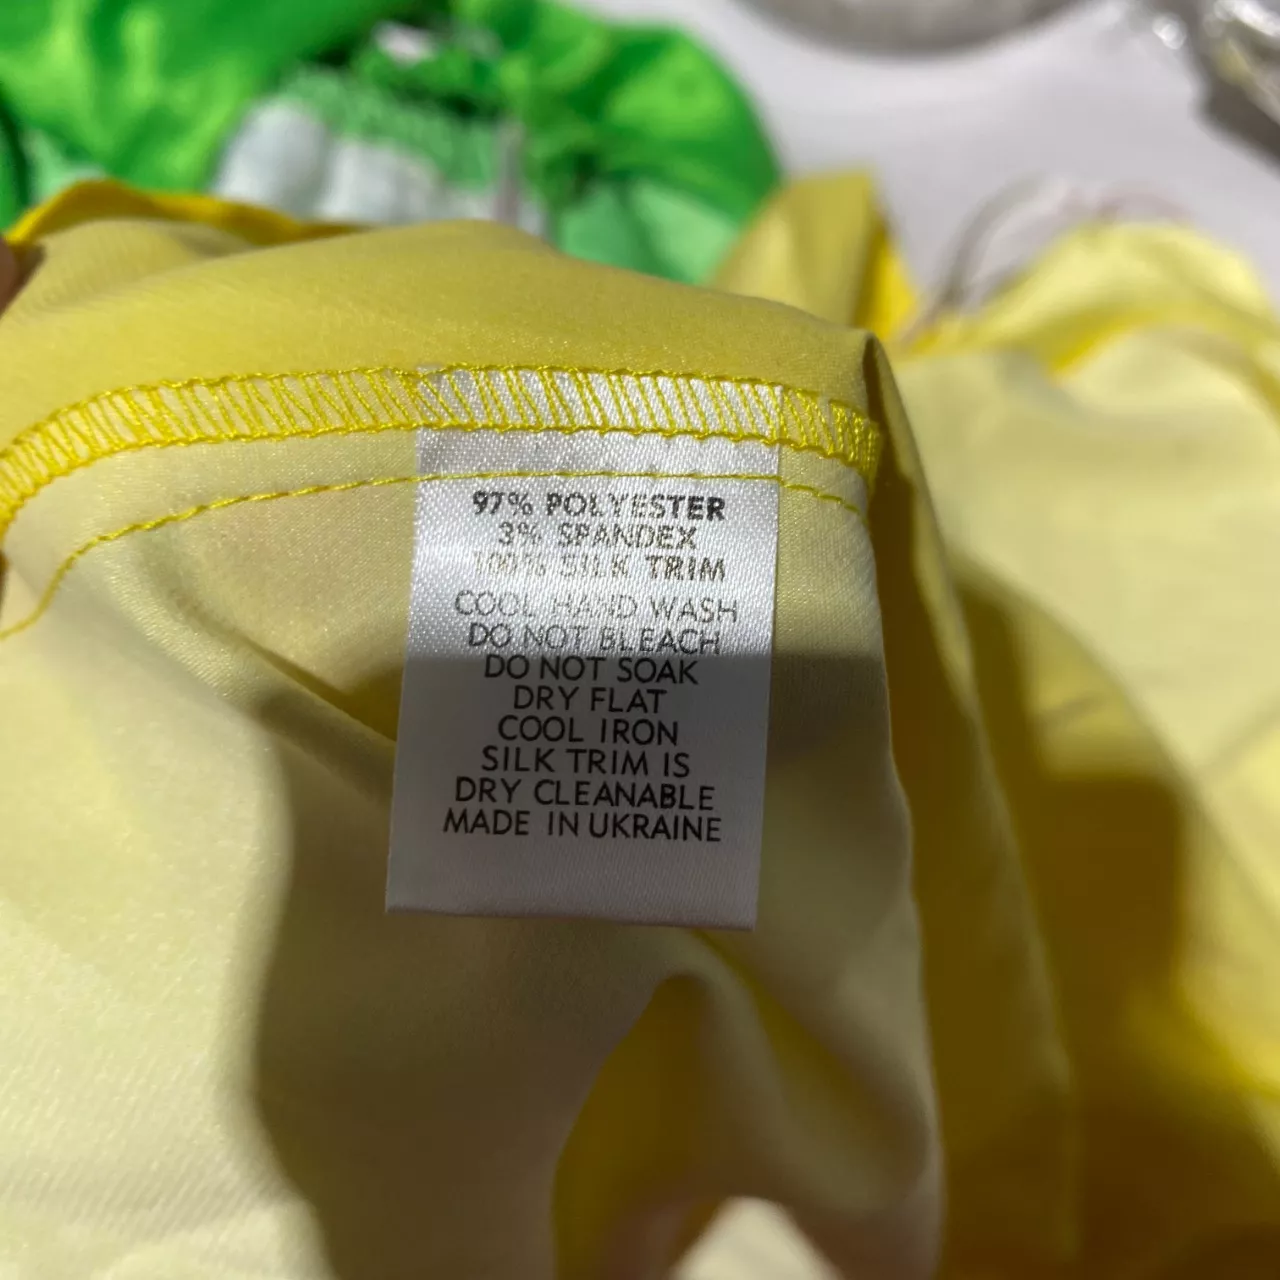 97% POLYESTER
3% SPANDEX
100% SILK TRIM
COOL HAND WASH
DO NOT BLEACH
DO NOT SOAK
DRY FLAT
COOL IRON
SILK TRIM IS
DRY CLEANABLE
MADE IN UKRAINE